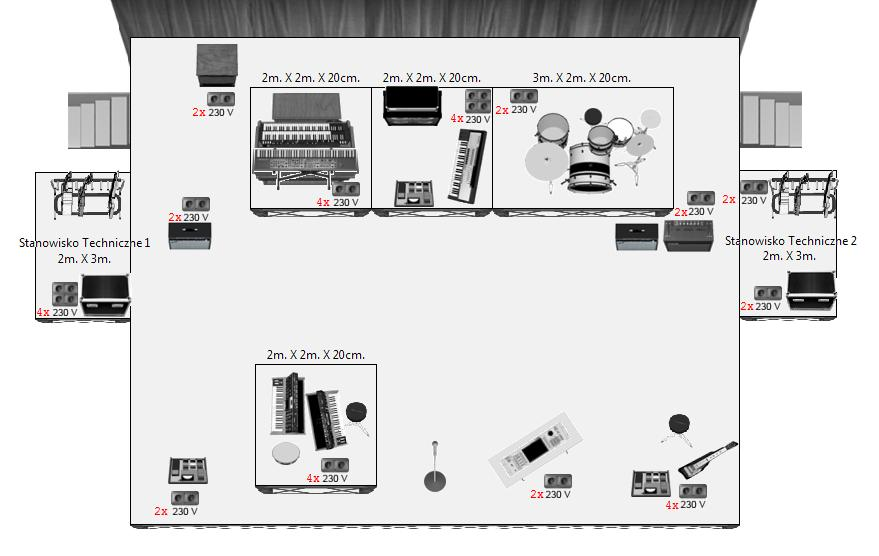 2m. X 2m. X 20cm.
2m. X 2m. X 20cm.
3m. X 2m. X 20cm.
2x 230 V
4x 230 V
2x 230 V
4x 230 V
2x 230 V
2x 230 V
2x 230 V
Stanowisko Techniczne 1
2m. X 3m.
Stanowisko Techniczne 2
2m. X 3m.
4x 230 V
2x 230 V
2m. X 2m. X 20cm.
4x 230 V
2x 230 V
2x 230 V
4x 230 V